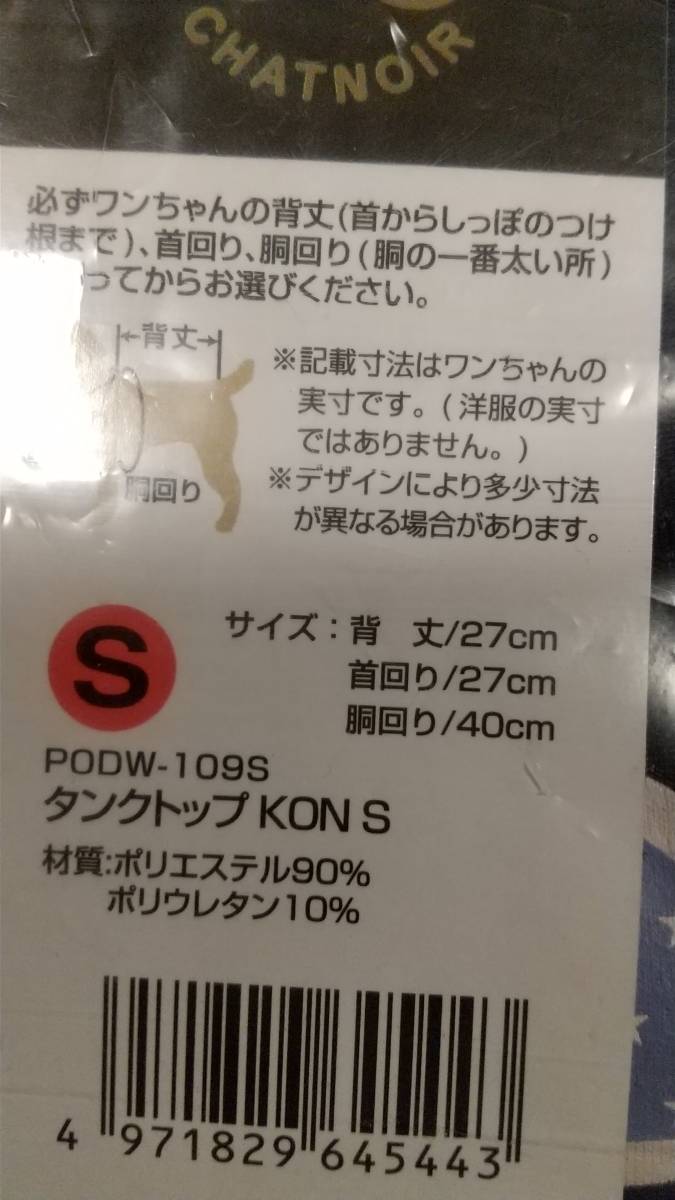 CHATNOIR
必ずワンちゃんの背丈(首からしっぽのつけ
根まで)、首回り、胴回り(胴の一番太い所)
ってからお選びください。
背丈
胴回り
※記載寸法はワンちゃんの
実寸です。(洋服の実寸
ではありません。)
※デザインにより多少寸法
が異なる場合があります。
S
サイズ：背　丈/27cm
首回り/27cm
胴回り/40cm
PODW-109S
タンクトップ KON S
材質:ポリエステル90%
ポリウレタン10%
4 971829 645443